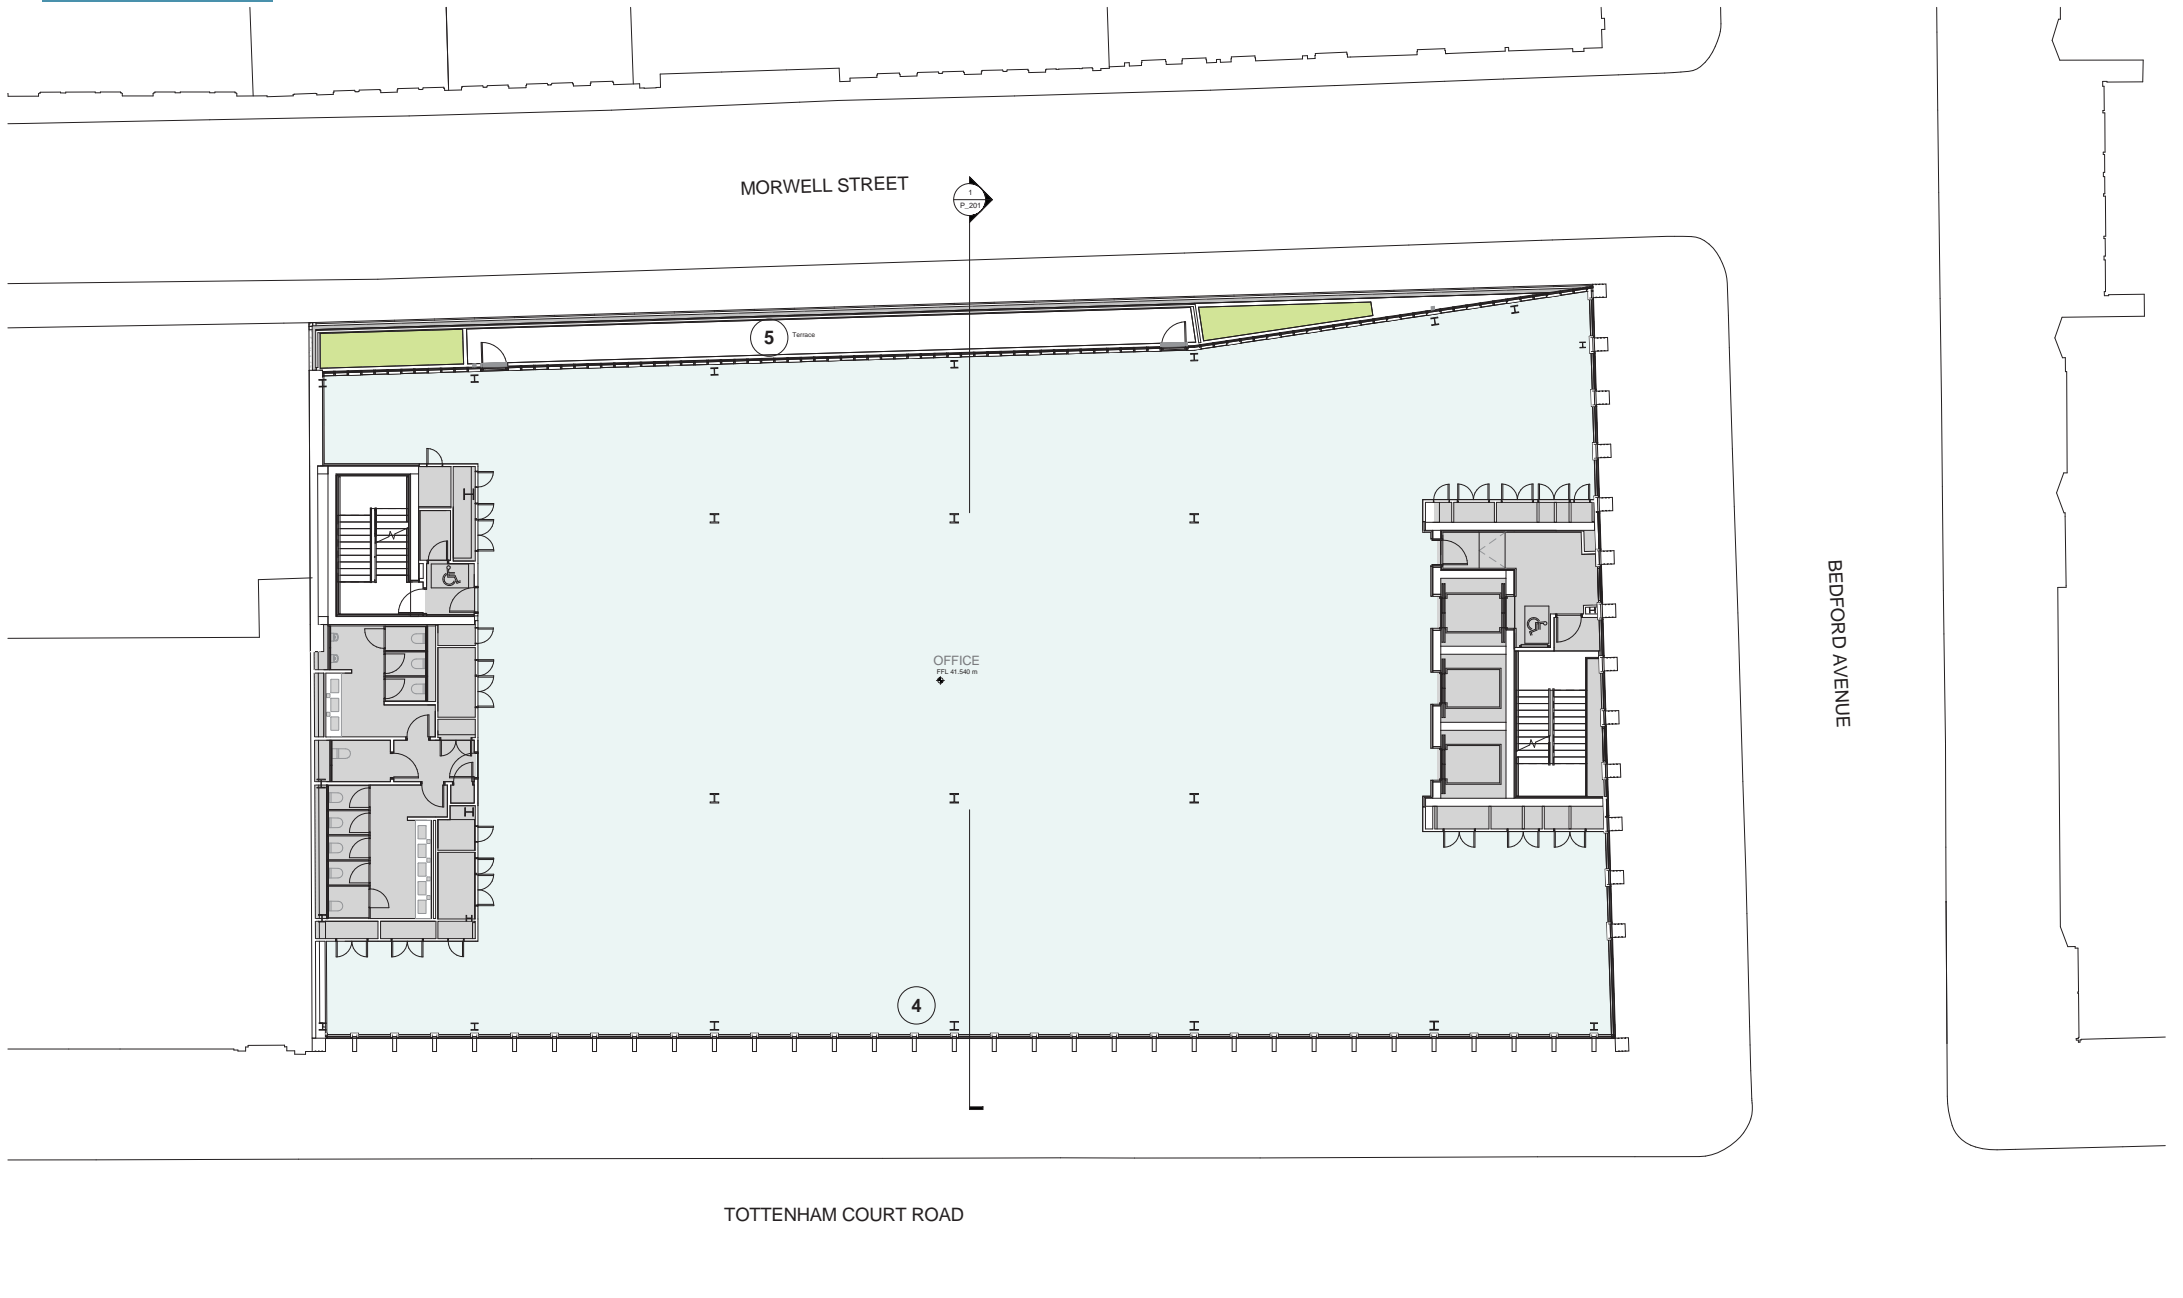 MORWELL STREET
1
P_201
5
Terrace
BEDFORD AVENUE
OFFICE
FFL 41.540 m
4
TOTTENHAM COURT ROAD